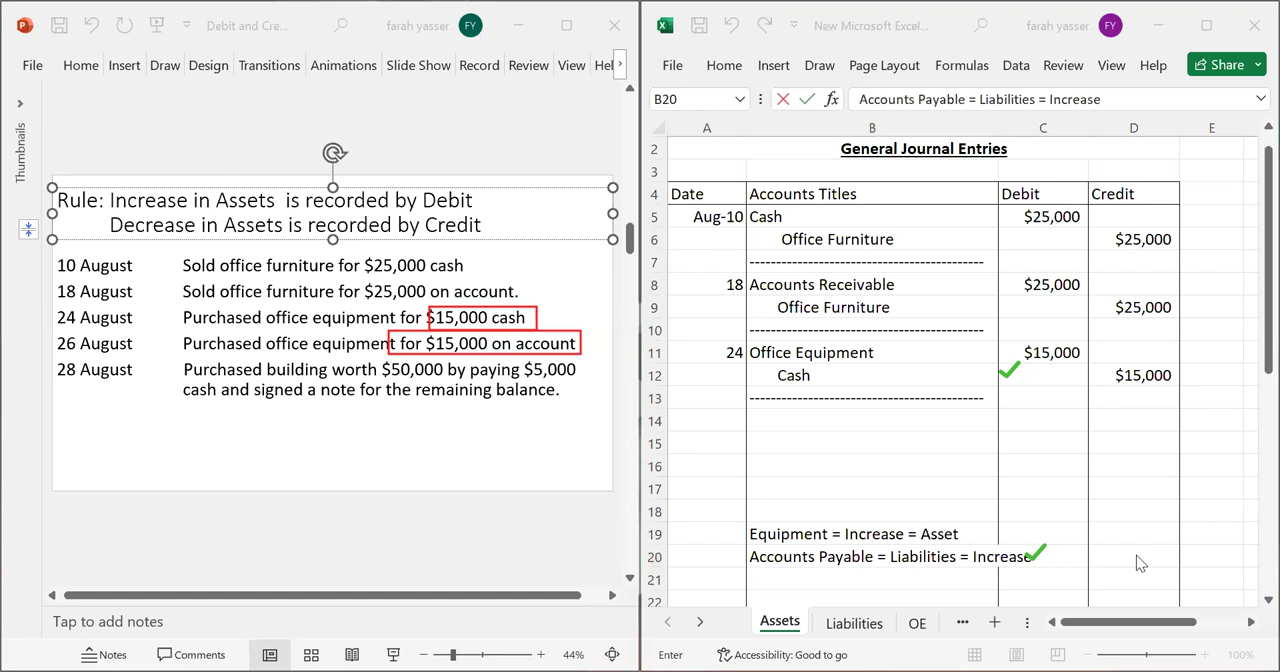 Debit and Cre...
farah yasser
FY
File Home Insert Draw Design Transitions Animations Slide Show Record Review View Hel
Thumbnails
Rule: Increase in Assets is recorded by Debit
Decrease in Assets is recorded by Credit
10 August Sold office furniture for $25,000 cash
18 August Sold office furniture for $25,000 on account.
24 August Purchased office equipment for $15,000 cash
26 August Purchased office equipment for $15,000 on account
28 August Purchased building worth $50,000 by paying $5,000
cash and signed a note for the remaining balance.
Tap to add notes
Notes Comments 44%
New Microsoft Excel...
farah yasser
FY
File Home Insert Draw Page Layout Formulas Data Review View Help Share
B20 fx Accounts Payable = Liabilities = Increase
A B C D E
2 General Journal Entries
3
4 Date Accounts Titles Debit Credit
5 Aug-10 Cash $25,000
6 Office Furniture $25,000
7 --------------------------------------------
8 18 Accounts Receivable $25,000
9 Office Furniture $25,000
10 --------------------------------------------
11 24 Office Equipment $15,000
12 Cash $15,000
13 --------------------------------------------
14
15
16
17
18
19 Equipment = Increase = Asset
20 Accounts Payable = Liabilities = Increase
21
22
Assets Liabilities OE ...
Enter Accessibility: Good to go 100%